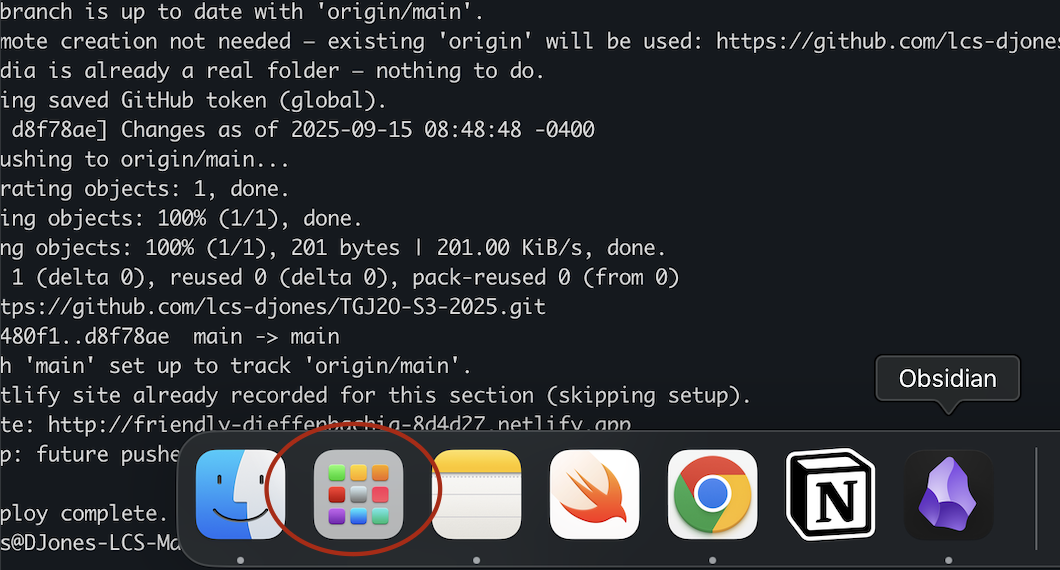 branch is up to date with 'origin/main'.
mote creation not needed — existing 'origin' will be used: https://github.com/lcs-djones
dia is already a real folder — nothing to do.
ing saved GitHub token (global).
d8f78ae] Changes as of 2025-09-15 08:48:48 -0400
ushing to origin/main...
rating objects: 1, done.
ing objects: 100% (1/1), done.
ng objects: 100% (1/1), 201 bytes | 201.00 KiB/s, done.
1 (delta 0), reused 0 (delta 0), pack-reused 0 (from 0)
tps://github.com/lcs-djones/TGJ2O-S3-2025.git
480f1..d8f78ae  main -> main
h 'main' set up to track 'origin/main'.
tlify site already recorded for this section (skipping setup).
te: http://friendly-dieffenbachia-8d4d27.netlify.app
p: future pushe
ploy complete.
s@DJones-LCS-Ma
Obsidian
N